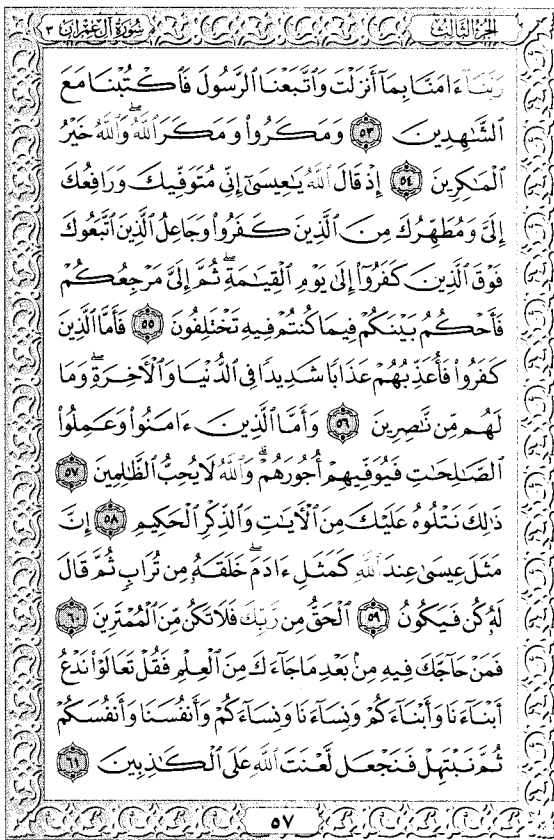 الجزء الثالث سورة آل عمران ٣
رَبَّنَآ ءَامَنَّا بِمَآ أَنزَلْتَ وَٱتَّبَعْنَا ٱلرَّسُولَ فَٱكْتُبْنَا مَعَ
ٱلشَّٰهِدِينَ ٥٣ وَمَكَرُوا۟ وَمَكَرَ ٱللَّهُ ۖ وَٱللَّهُ خَيْرُ
ٱلْمَٰكِرِينَ ٥٤ إِذْ قَالَ ٱللَّهُ يَٰعِيسَىٰٓ إِنِّى مُتَوَفِّيكَ وَرَافِعُكَ
إِلَىَّ وَمُطَهِّرُكَ مِنَ ٱلَّذِينَ كَفَرُوا۟ وَجَاعِلُ ٱلَّذِينَ ٱتَّبَعُوكَ
فَوْقَ ٱلَّذِينَ كَفَرُوٓا۟ إِلَىٰ يَوْمِ ٱلْقِيَٰمَةِ ۖ ثُمَّ إِلَىَّ مَرْجِعُكُمْ
فَأَحْكُمُ بَيْنَكُمْ فِيمَا كُنتُمْ فِيهِ تَخْتَلِفُونَ ٥٥ فَأَمَّا ٱلَّذِينَ
كَفَرُوا۟ فَأُعَذِّبُهُمْ عَذَابًا شَدِيدًا فِى ٱلدُّنْيَا وَٱلْءَاخِرَةِ ۖ وَمَا
لَهُم مِّن نَّٰصِرِينَ ٥٦ وَأَمَّا ٱلَّذِينَ ءَامَنُوا۟ وَعَمِلُوا۟
ٱلصَّٰلِحَٰتِ فَيُوَفِّيهِمْ أُجُورَهُمْ ۗ وَٱللَّهُ لَا يُحِبُّ ٱلظَّٰلِمِينَ ٥٧
ذَٰلِكَ نَتْلُوهُ عَلَيْكَ مِنَ ٱلْءَايَٰتِ وَٱلذِّكْرِ ٱلْحَكِيمِ ٥٨ إِنَّ
مَثَلَ عِيسَىٰ عِندَ ٱللَّهِ كَمَثَلِ ءَادَمَ ۖ خَلَقَهُۥ مِن تُرَابٍ ثُمَّ قَالَ
لَهُۥ كُن فَيَكُونُ ٥٩ ٱلْحَقُّ مِن رَّبِّكَ فَلَا تَكُن مِّنَ ٱلْمُمْتَرِينَ ٦٠
فَمَنْ حَآجَّكَ فِيهِ مِنۢ بَعْدِ مَا جَآءَكَ مِنَ ٱلْعِلْمِ فَقُلْ تَعَالَوْا۟ نَدْعُ
أَبْنَآءَنَا وَأَبْنَآءَكُمْ وَنِسَآءَنَا وَنِسَآءَكُمْ وَأَنفُسَنَا وَأَنفُسَكُمْ
ثُمَّ نَبْتَهِلْ فَنَجْعَل لَّعْنَتَ ٱللَّهِ عَلَى ٱلْكَٰذِبِينَ ٦١
٥٧